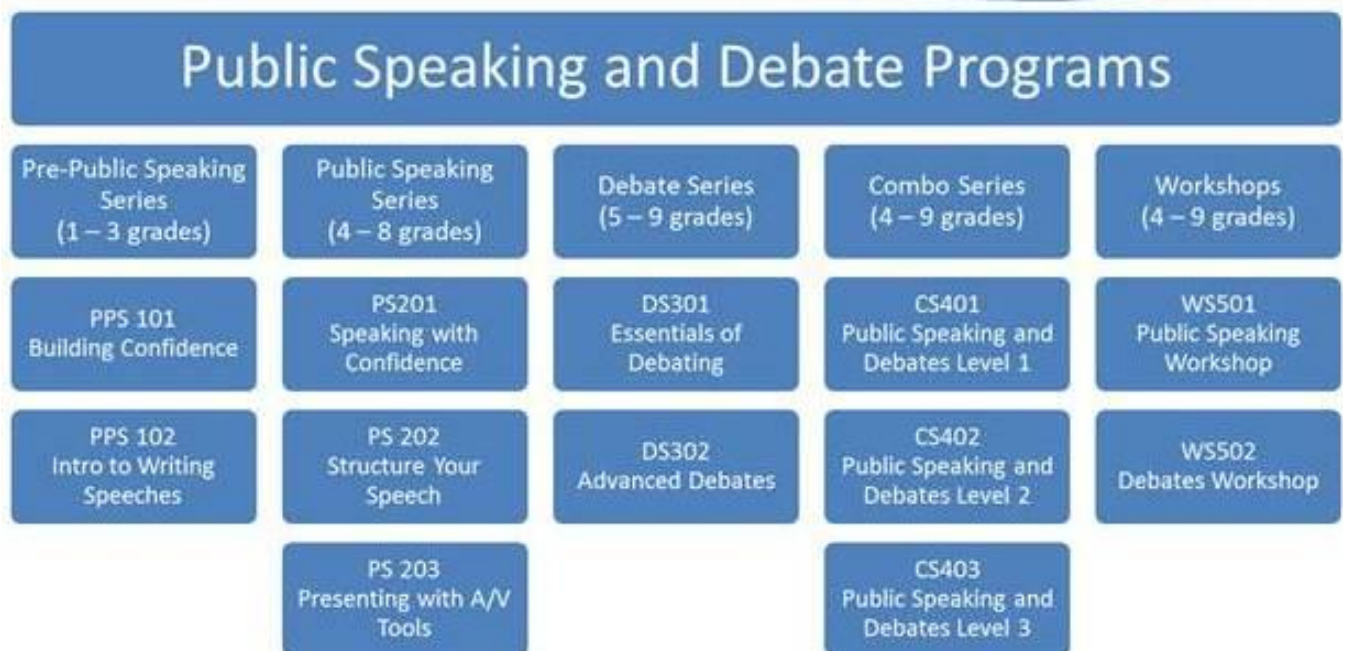 Public Speaking and Debate Programs
Pre-Public Speaking
Series
(1 – 3 grades)
PPS 101
Building Confidence
PPS 102
Intro to Writing
Speeches
Public Speaking
Series
(4 – 8 grades)
PS201
Speaking with
Confidence
PS 202
Structure Your
Speech
PS 203
Presenting with A/V
Tools
Debate Series
(5 – 9 grades)
DS301
Essentials of
Debating
DS302
Advanced Debates
Combo Series
(4 – 9 grades)
CS401
Public Speaking and
Debates Level 1
CS402
Public Speaking and
Debates Level 2
CS403
Public Speaking and
Debates Level 3
Workshops
(4 – 9 grades)
WS501
Public Speaking
Workshop
WS502
Debates Workshop